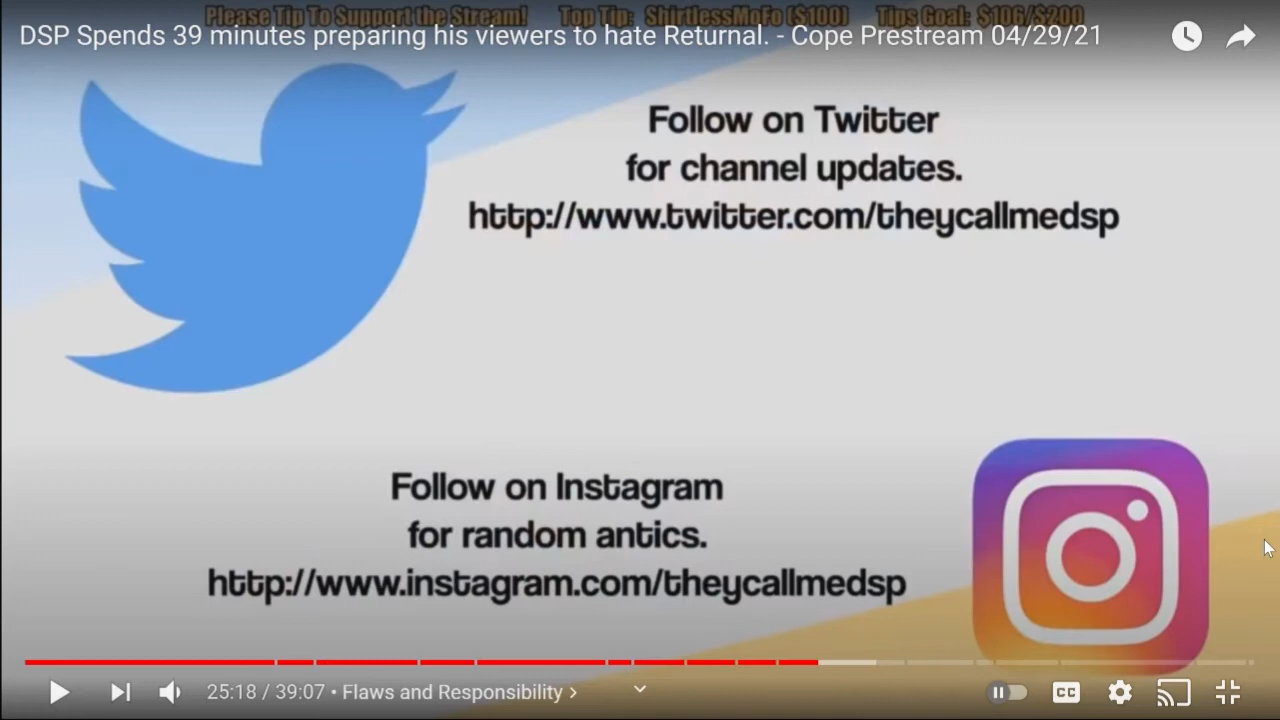 Please Tip To Support the Stream! Top Tip: ShirtlessMoFo ($100) Tips Goal: $106/$200
DSP Spends 39 minutes preparing his viewers to hate Returnal. - Cope Prestream 04/29/21
Follow on Twitter
for channel updates.
http://www.twitter.com/theycallmedsp
Follow on Instagram
for random antics.
http://www.instagram.com/theycallmedsp
25:18 / 39:07 • Flaws and Responsibility >
CC